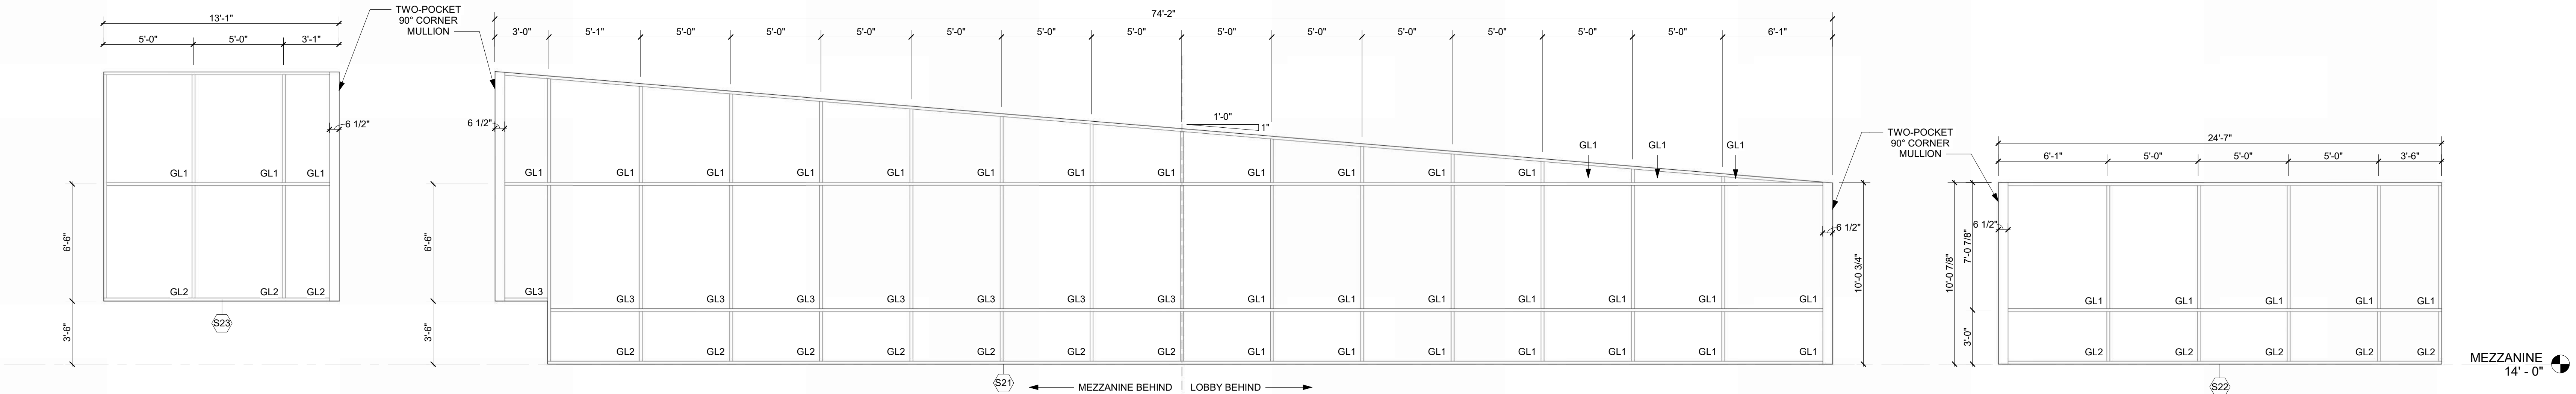 13'-1"
5'-0" 5'-0" 3'-1"
TWO-POCKET
90° CORNER
MULLION
6 1/2"
GL1 GL1 GL1
6'-6"
GL2 GL2 GL2
3'-6"
S23
74'-2"
3'-0" 5'-1" 5'-0" 5'-0" 5'-0" 5'-0" 5'-0" 5'-0" 5'-0" 5'-0" 5'-0" 5'-0" 5'-0" 5'-0" 6'-1"
6 1/2"
1'-0"
1"
GL1 GL1 GL1
GL1 GL1 GL1 GL1 GL1 GL1 GL1 GL1 GL1 GL1 GL1 GL1
6'-6"
6 1/2"
10'-0 3/4"
GL3 GL3 GL3 GL3 GL3 GL3 GL3 GL3 GL1 GL1 GL1 GL1 GL1 GL1 GL1
3'-6"
GL2 GL2 GL2 GL2 GL2 GL2 GL2 GL1 GL1 GL1 GL1 GL1 GL1 GL1
S21
MEZZANINE BEHIND LOBBY BEHIND
TWO-POCKET
90° CORNER
MULLION
24'-7"
6'-1" 5'-0" 5'-0" 5'-0" 3'-6"
6 1/2"
10'-0 7/8"
7'-0 7/8"
GL1 GL1 GL1 GL1 GL1
3'-0"
GL2 GL2 GL2 GL2 GL2
S22
MEZZANINE
14' - 0"